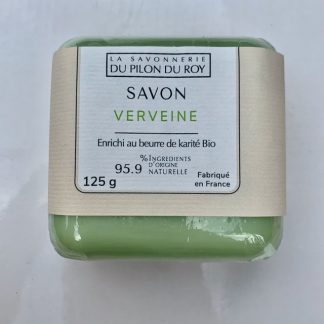 LA SAVONNERIE
DU PILON DU ROY
SAVON
VERVEINE
Enrichi au beurre de karité Bio
95.9 % INGREDIENTS
D'ORIGINE
NATURELLE
125 g
Fabriqué
en France